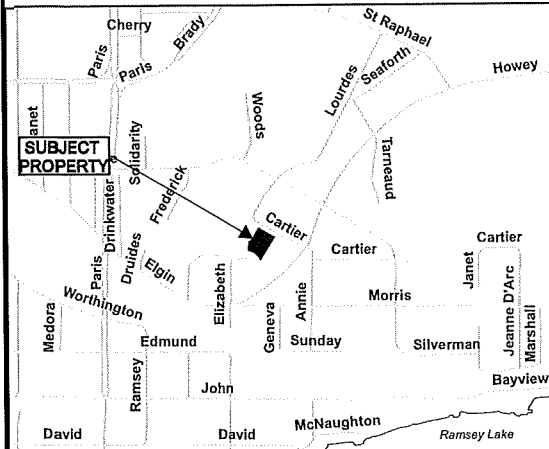 Cherry
Brady
St Raphael
Paris
Paris
Seaforth
Howey
Lourdes
Woods
SUBJECT
PROPERTY
Solidarity
Tarneaud
Frederick
Drinkwater
Cartier
Druides
Elgin
Cartier
Cartier
Paris
Worthington
Elizabeth
Geneva
Annie
Morris
Janet
Jeanne D'Arc
Marshall
Medora
Edmund
Sunday
Silverman
Ramsey
John
Bayview
David
David
McNaughton
Ramsey Lake